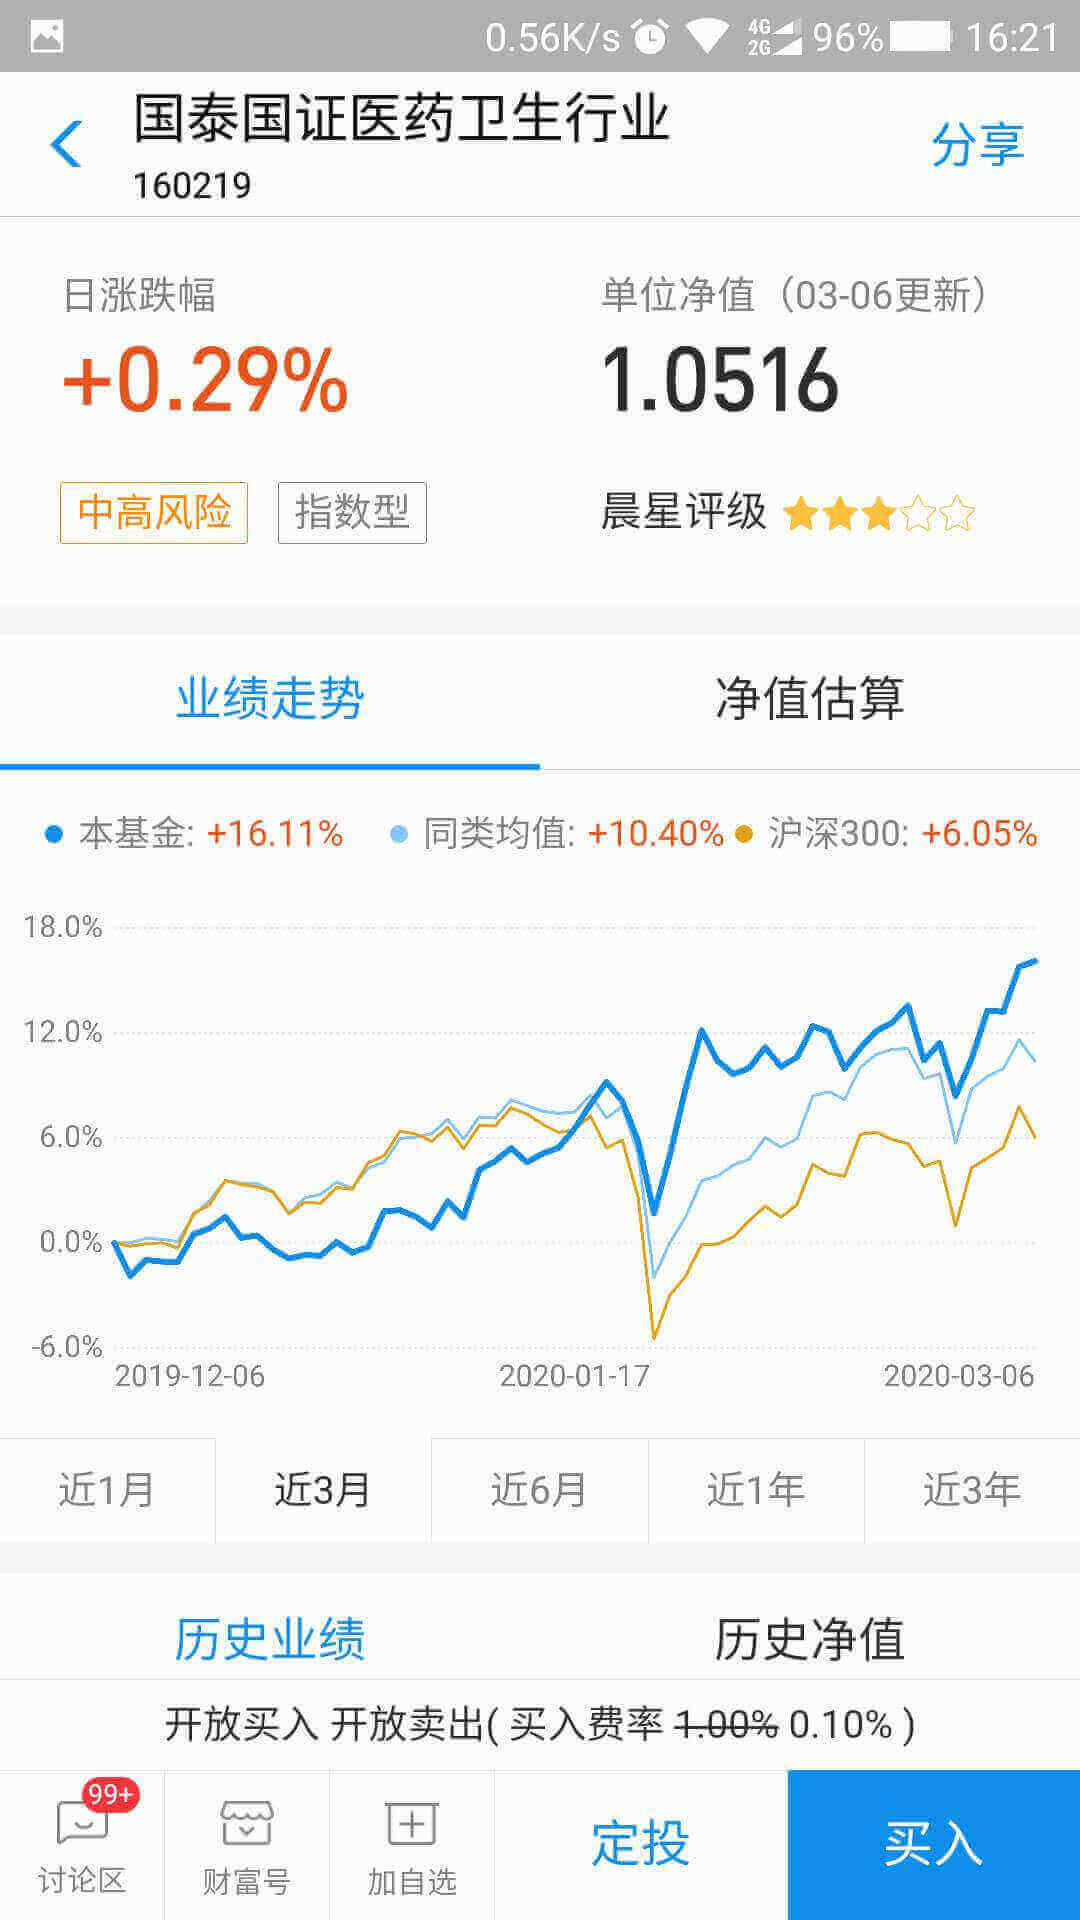 0.56K/s 4G 2G 96% 16:21
国泰国证医药卫生行业
160219
分享
日涨跌幅
单位净值（03-06更新）
+0.29%
1.0516
中高风险 指数型
晨星评级
业绩走势 净值估算
本基金: +16.11% 同类均值: +10.40% 沪深300: +6.05%
18.0%
12.0%
6.0%
0.0%
-6.0%
2019-12-06 2020-01-17 2020-03-06
近1月 近3月 近6月 近1年 近3年
历史业绩 历史净值
开放买入 开放卖出( 买入费率 1.00% 0.10% )
99+
讨论区 财富号 加自选 定投 买入